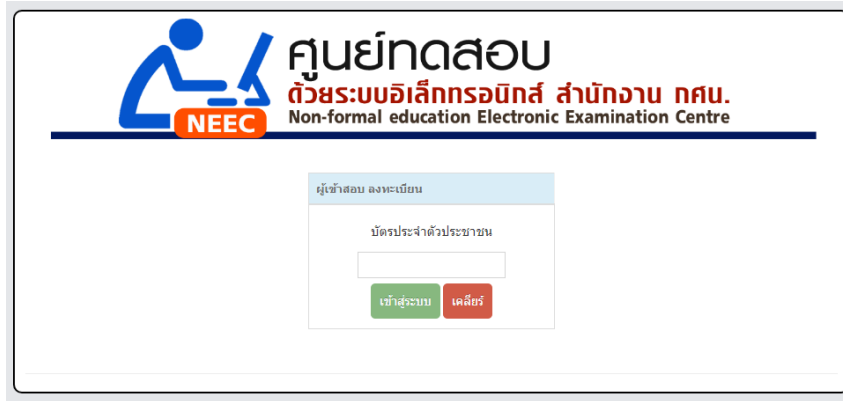 ศูนย์ทดสอบ
ด้วยระบบอิเล็กทรอนิกส์ สำนักงาน กศน.
NEEC
Non-formal education Electronic Examination Centre
ผู้เข้าสอบ ลงทะเบียน
บัตรประจำตัวประชาชน
เข้าสู่ระบบ เคลียร์